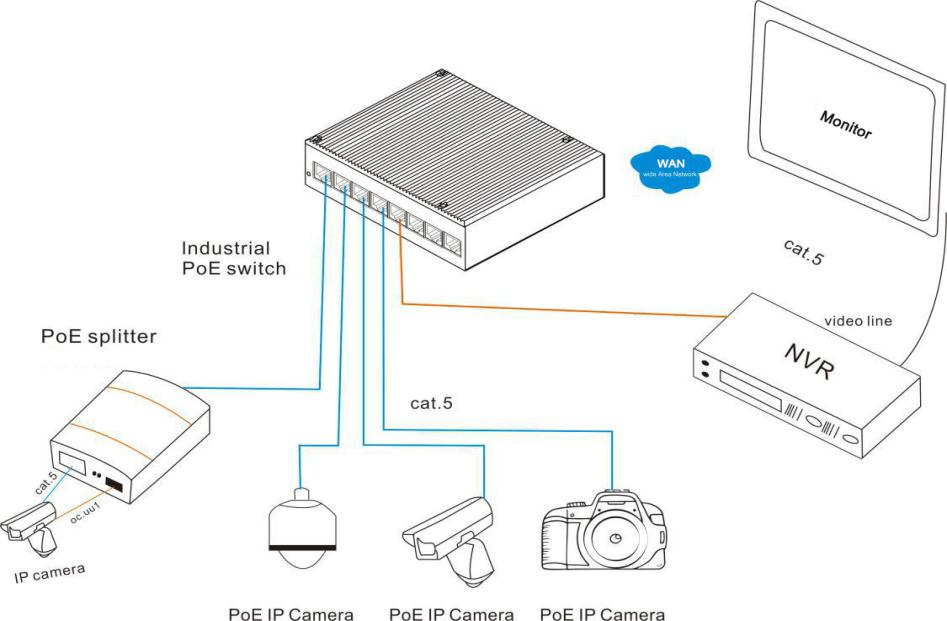 Monitor
WAN
wide Area Network
Industrial
PoE switch
cat.5
video line
PoE splitter
NVR
cat.5
cat.5
oc.uu1
IP camera
PoE IP Camera
PoE IP Camera
PoE IP Camera